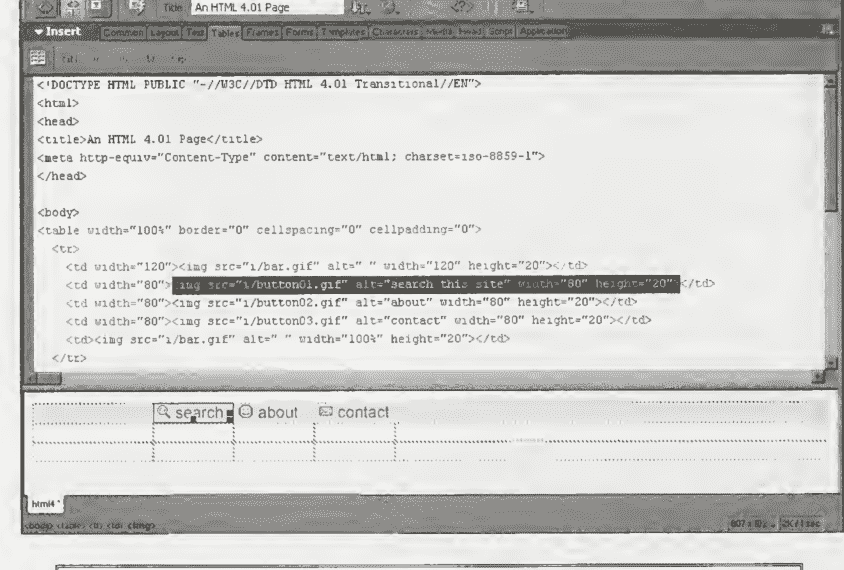 Title An HTML 4.01 Page
Insert Common Layout Text Tables Frames Forms Templates Characters Media Head Script Application
<!DOCTYPE HTML PUBLIC "-//W3C//DTD HTML 4.01 Transitional//EN">
<html>
<head>
<title>An HTML 4.01 Page</title>
<meta http-equiv="Content-Type" content="text/html; charset=iso-8859-1">
</head>
<body>
<table width="100%" border="0" cellspacing="0" cellpadding="0">
<tr>
<td width="120"><img src="i/bar.gif" alt=" " width="120" height="20"></td>
<td width="80"><img src="i/button01.gif" alt="search this site" width="80" height="20"></td>
<td width="80"><img src="i/button02.gif" alt="about" width="80" height="20"></td>
<td width="80"><img src="i/button03.gif" alt="contact" width="80" height="20"></td>
<td><img src="i/bar.gif" alt=" " width="100%" height="20"></td>
</tr>
search about contact
html4*
<body> <table> <tr> <td> <img>